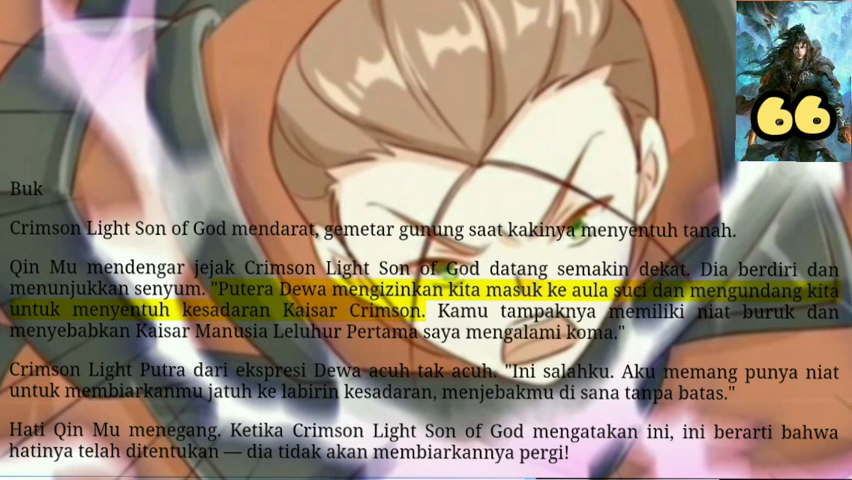 66
Buk
Crimson Light Son of God mendarat, gemetar gunung saat kakinya menyentuh tanah.
Qin Mu mendengar jejak Crimson Light Son of God datang semakin dekat. Dia berdiri dan
menunjukkan senyum. "Putera Dewa mengizinkan kita masuk ke aula suci dan mengundang kita
untuk menyentuh kesadaran Kaisar Crimson. Kamu tampaknya memiliki niat buruk dan
menyebabkan Kaisar Manusia Leluhur Pertama saya mengalami koma."
Crimson Light Putra dari ekspresi Dewa acuh tak acuh. "Ini salahku. Aku memang punya niat
untuk membiarkanmu jatuh ke labirin kesadaran, menjebakmu di sana tanpa batas."
Hati Qin Mu menegang. Ketika Crimson Light Son of God mengatakan ini, ini berarti bahwa
hatinya telah ditentukan — dia tidak akan membiarkannya pergi!